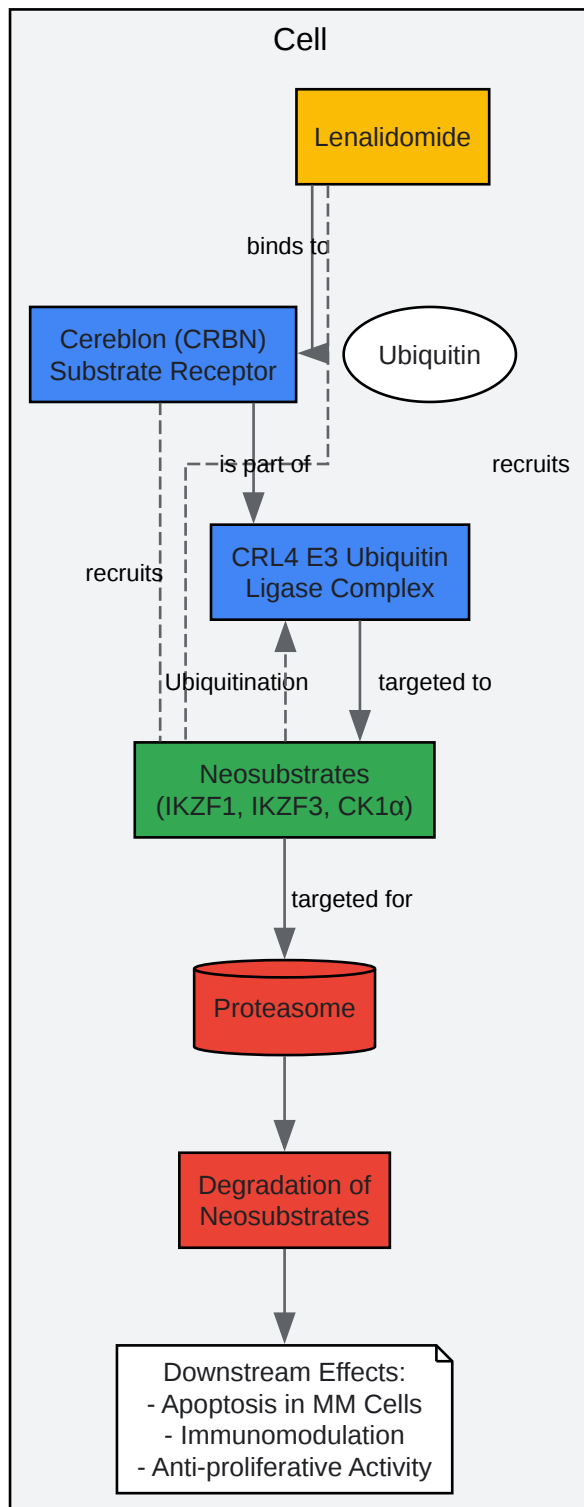 Cell
Lenalidomide
binds to
Cereblon (CRBN)
Substrate Receptor
Ubiquitin
is part of
recruits
CRL4 E3 Ubiquitin
Ligase Complex
recruits
Ubiquitination
targeted to
Neosubstrates
(IKZF1, IKZF3, CK1α)
targeted for
Proteasome
Degradation of
Neosubstrates
Downstream Effects:
- Apoptosis in MM Cells
- Immunomodulation
- Anti-proliferative Activity